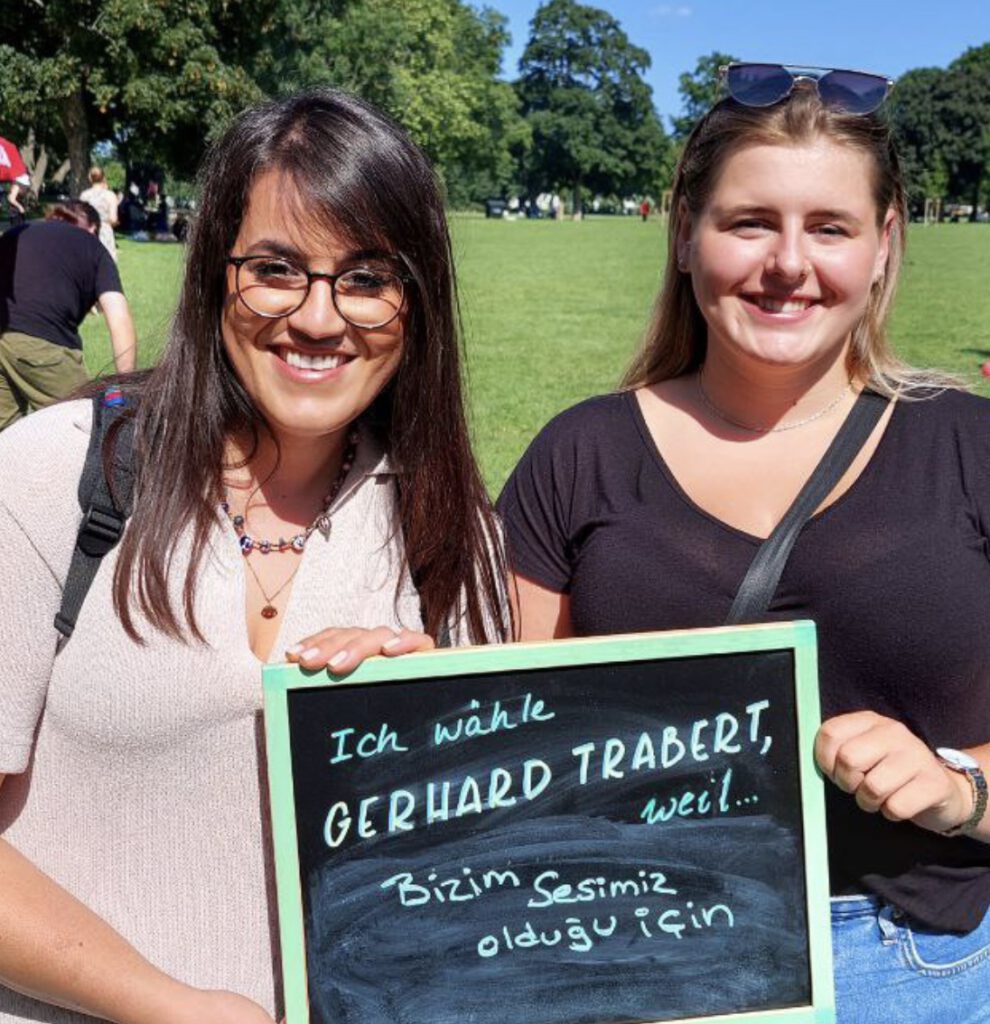 Ich wähle
GERHARD TRABERT,
weil...
Bizim Sesimiz
olduğu için